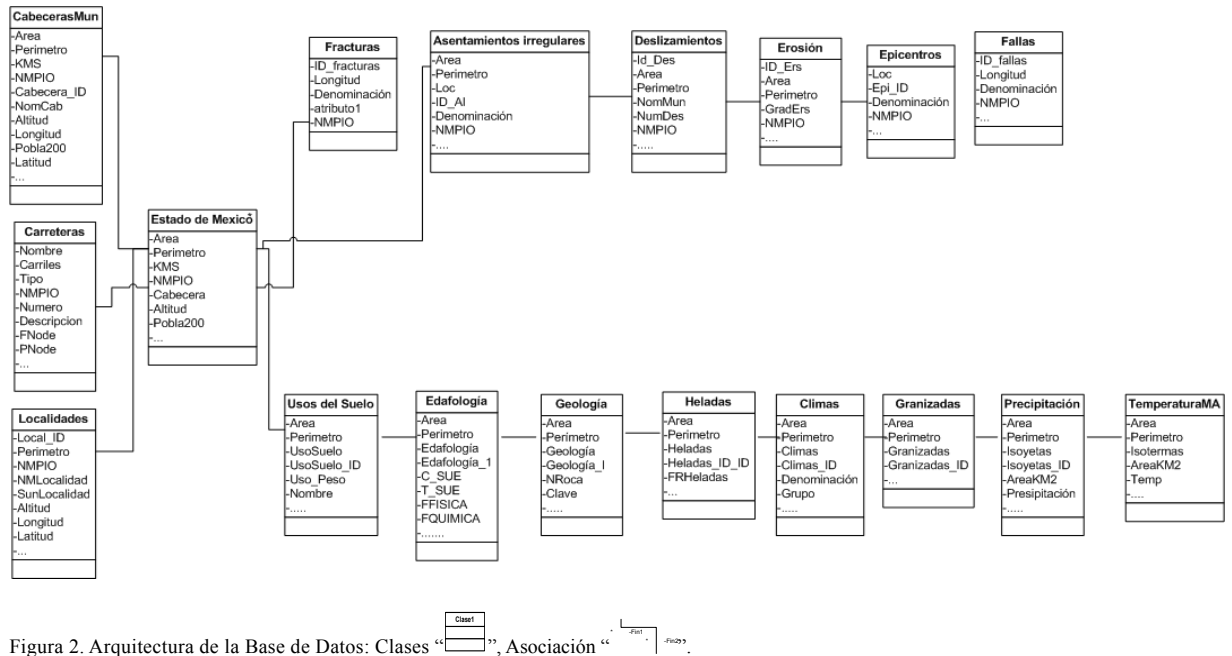 CabecerasMun
-Area
-Perimetro
-KMS
-NMPIO
-Cabecera_ID
-NomCab
-Altitud
-Longitud
-Pobla200
-Latitud
-...
Carreteras
-Nombre
-Carriles
-Tipo
-NMPIO
-Numero
-Descripcion
-FNode
-PNode
-...
Localidades
-Local_ID
-Perimetro
-NMPIO
-NMLocalidad
-SunLocalidad
-Altitud
-Longitud
-Latitud
-...
Estado de Mexico
-Area
-Perimetro
-KMS
-NMPIO
-Cabecera
-Altitud
-Pobla200
-...
Fracturas
-ID_fracturas
-Longitud
-Denominación
-atributo1
-NMPIO
Asentamientos irregulares
-Area
-Perimetro
-Loc
-ID_AI
-Denominación
-NMPIO
-....
Deslizamientos
-Id_Des
-Area
-Perimetro
-NomMun
-NumDes
-NMPIO
-.....
Erosión
-ID_Ers
-Area
-Perimetro
-GradErs
-NMPIO
-....
Epicentros
-Loc
-Epi_ID
-Denominación
-NMPIO
-...
Fallas
-ID_fallas
-Longitud
-Denominación
-NMPIO
-...
Usos del Suelo
-Area
-Perimetro
-UsoSuelo
-UsoSuelo_ID
-Uso_Peso
-Nombre
-.....
Edafología
-Area
-Perimetro
-Edafología
-Edafología_1
-C_SUE
-T_SUE
-FFISICA
-FQUIMICA
-.......
Geología
-Area
-Perímetro
-Geología
-Geología_I
-NRoca
-Clave
-.....
Heladas
-Area
-Perimetro
-Heladas
-Heladas_ID_ID
-FRHeladas
-...
Climas
-Area
-Perimetro
-Climas
-Climas_ID
-Denominación
-Grupo
-.....
Granizadas
-Area
-Perimetro
-Granizadas
-Granizadas_ID
-...
Precipitación
-Area
-Perimetro
-Isoyetas
-Isoyetas_ID
-AreaKM2
-Presipitación
-.....
TemperaturaMA
-Area
-Perimetro
-Isotermas
-AreaKM2
-Temp
-....
Figura 2. Arquitectura de la Base de Datos: Clases “Clase1”, Asociación “-Fin1 -Fin2”.